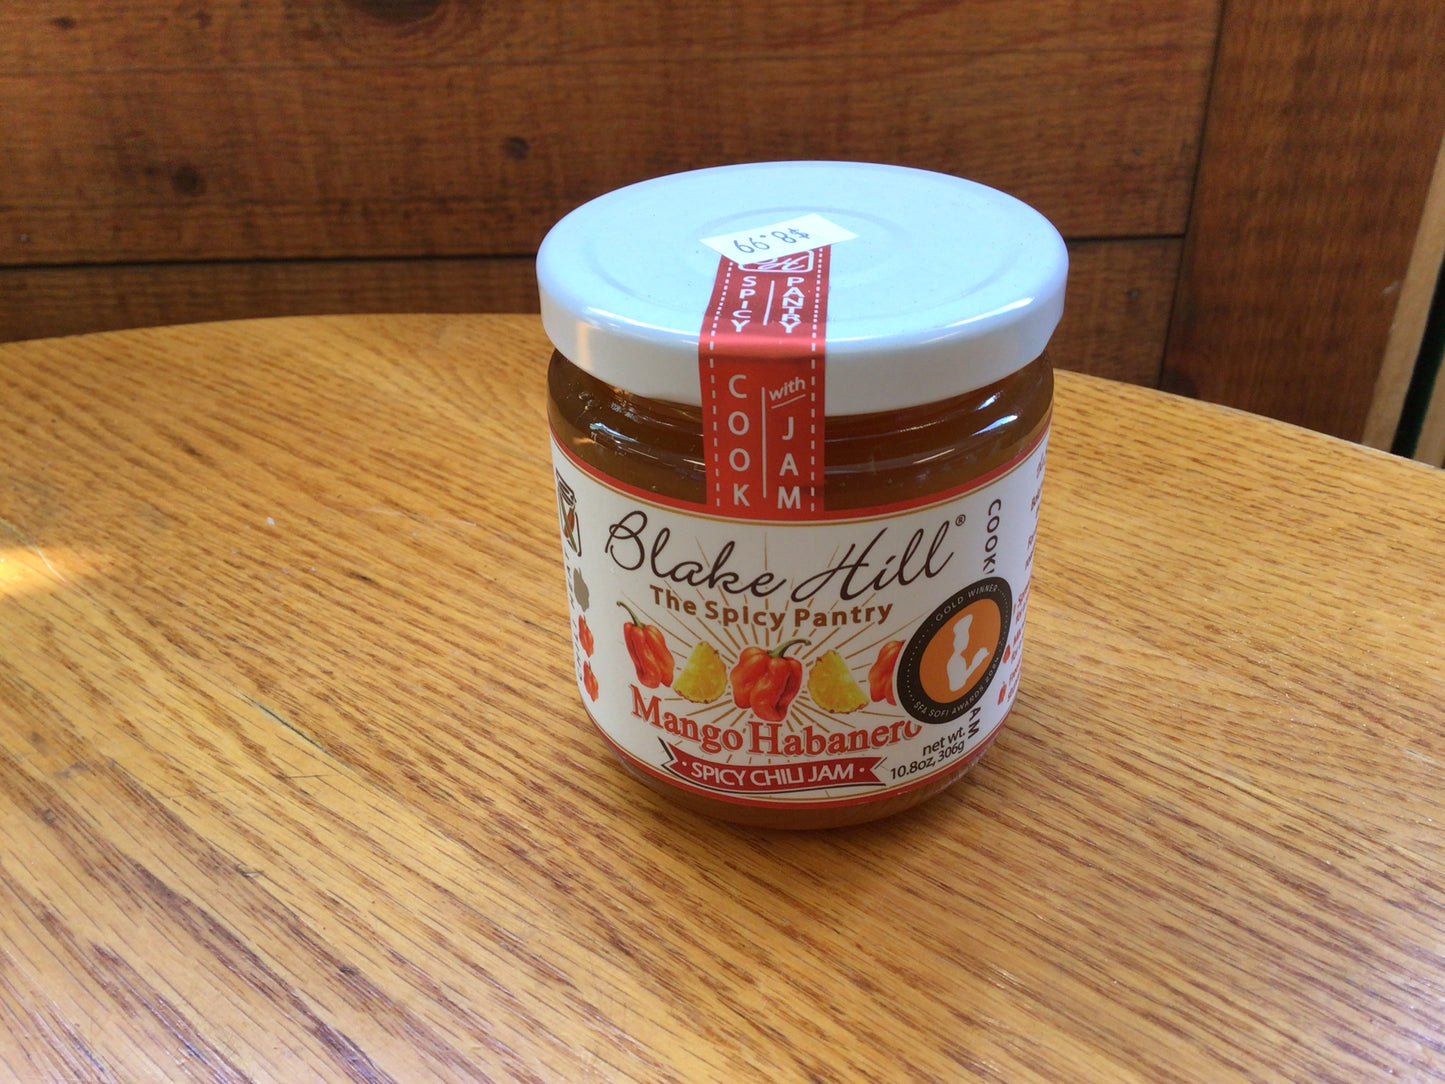 $8.99
SPICY PANTRY
COOK with JAM
Blake Hill®
The Spicy Pantry
Mango Habanero
· SPICY CHILI JAM ·
net wt.
10.8oz, 306g
GOLD WINNER
SFA SOFI AWARDS
COOK
AM